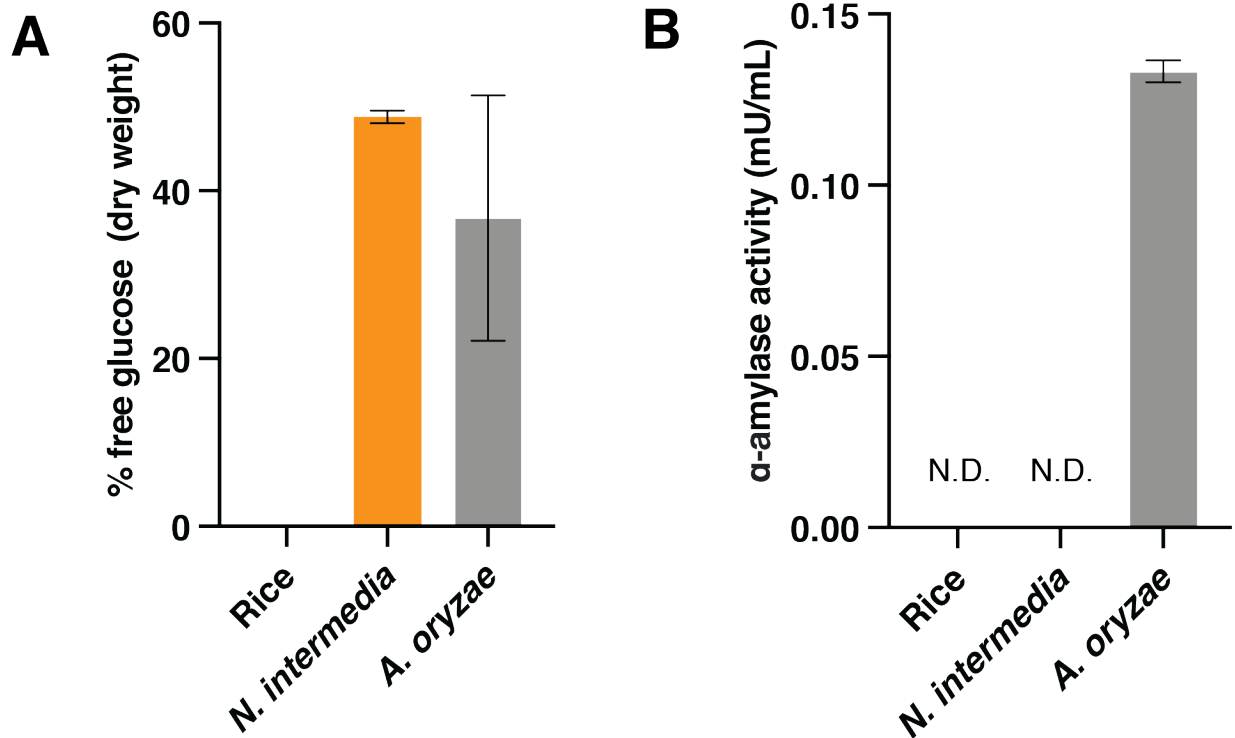 A
% free glucose (dry weight)
60
40
20
0
Rice
N. intermedia
A. oryzae
B
α-amylase activity (mU/mL)
0.15
0.10
0.05
0.00
N.D.
N.D.
Rice
N. intermedia
A. oryzae